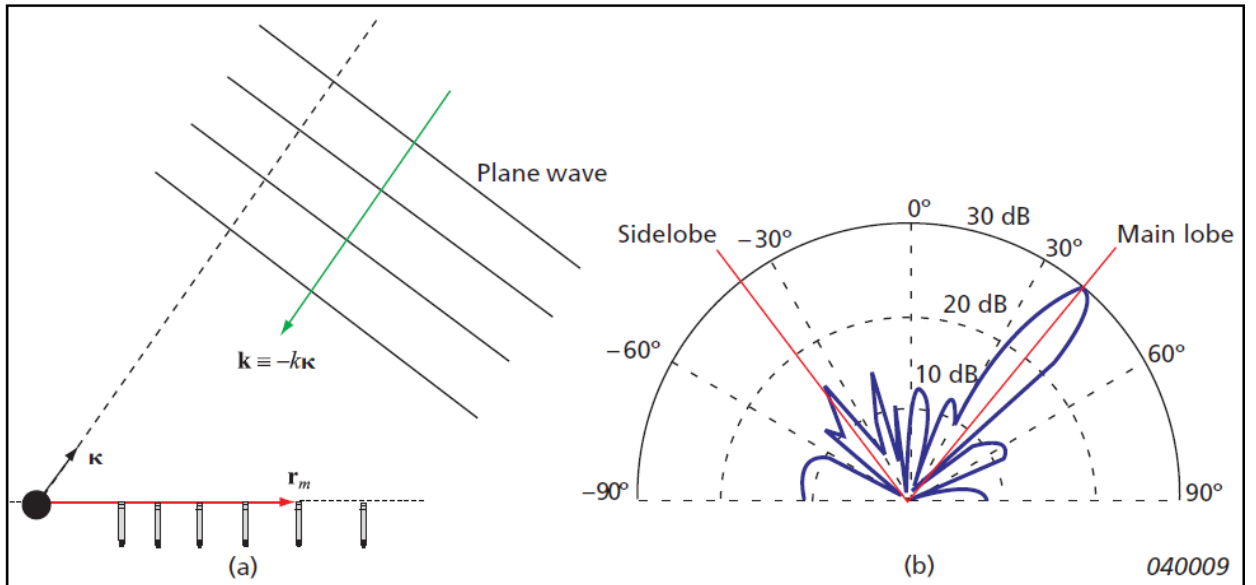 Plane wave
k ≡ −kκ
κ
r_m
(a)
Sidelobe
Main lobe
0°
30 dB
−30°
30°
20 dB
−60°
60°
10 dB
−90°
90°
(b)
040009